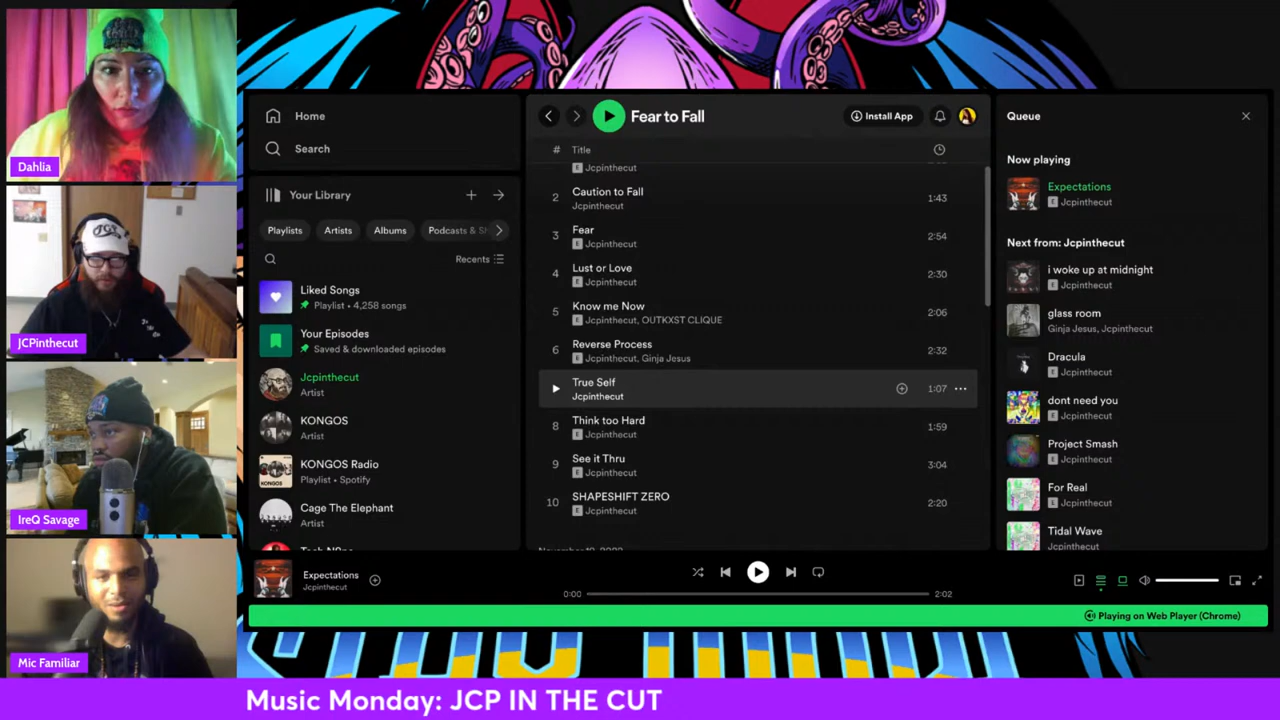 Dahlia
JCPinthecut
IreQ Savage
Mic Familiar
Home
Search
Your Library
Playlists
Artists
Albums
Podcasts & Sh
Recents
Liked Songs
Playlist • 4,258 songs
Your Episodes
Saved & downloaded episodes
Jcpinthecut
Artist
KONGOS
Artist
KONGOS Radio
Playlist • Spotify
Cage The Elephant
Artist
Fear to Fall
Install App
# Title
E Jcpinthecut
2 Caution to Fall 1:43
Jcpinthecut
3 Fear 2:54
E Jcpinthecut
4 Lust or Love 2:30
E Jcpinthecut
5 Know me Now 2:06
E Jcpinthecut, OUTKXST CLIQUE
6 Reverse Process 2:32
E Jcpinthecut, Ginja Jesus
True Self 1:07
Jcpinthecut
8 Think too Hard 1:59
E Jcpinthecut
9 See it Thru 3:04
E Jcpinthecut
10 SHAPESHIFT ZERO 2:20
E Jcpinthecut
Queue
Now playing
Expectations
E Jcpinthecut
Next from: Jcpinthecut
i woke up at midnight
E Jcpinthecut
glass room
Ginja Jesus, Jcpinthecut
Dracula
E Jcpinthecut
dont need you
E Jcpinthecut
Project Smash
E Jcpinthecut
For Real
E Jcpinthecut
Tidal Wave
Jcpinthecut
Expectations
Jcpinthecut
0:00
2:02
Playing on Web Player (Chrome)
Music Monday: JCP IN THE CUT